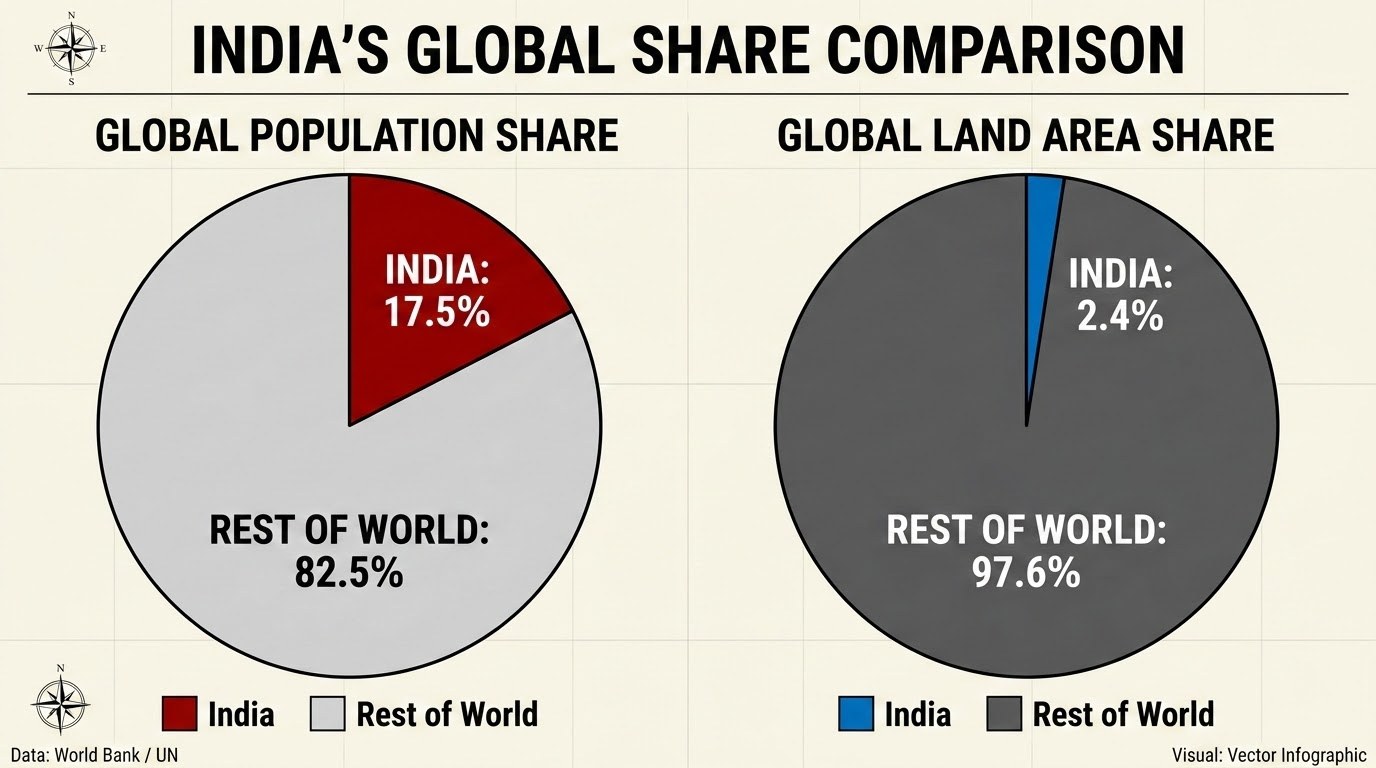 N
W E
S
INDIA’S GLOBAL SHARE COMPARISON
GLOBAL POPULATION SHARE
INDIA:
17.5%
REST OF WORLD:
82.5%
India
Rest of World
GLOBAL LAND AREA SHARE
INDIA:
2.4%
REST OF WORLD:
97.6%
India
Rest of World
N
Data: World Bank / UN
Visual: Vector Infographic